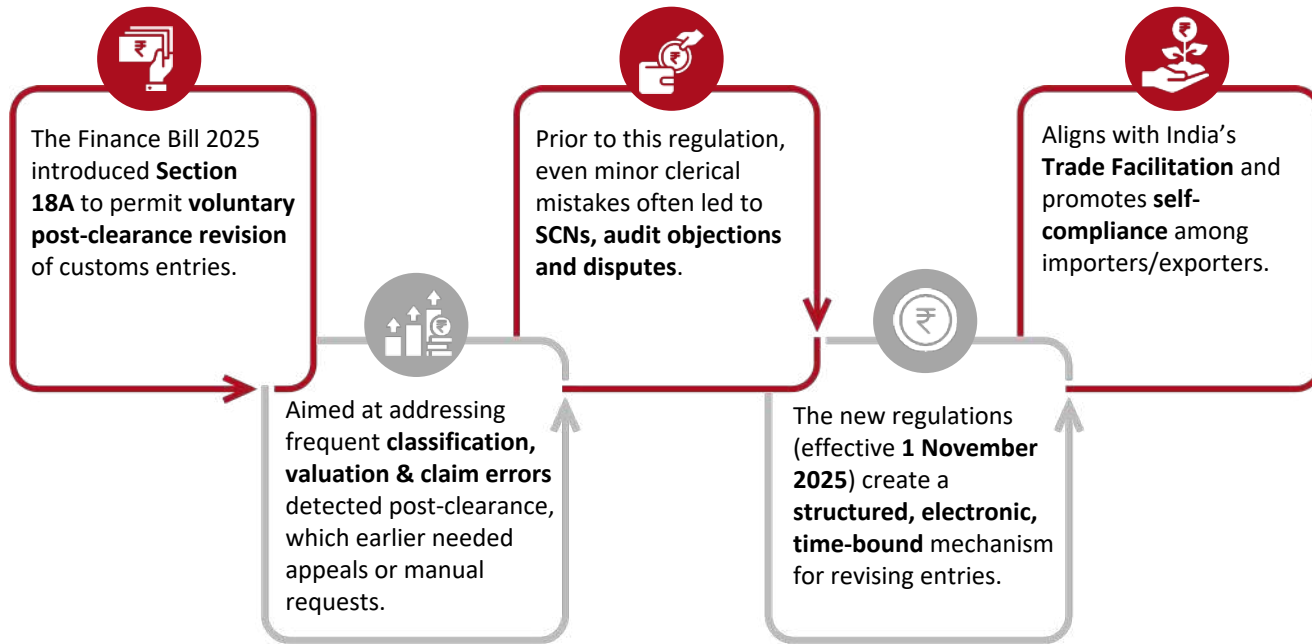 The Finance Bill 2025
introduced Section
18A to permit voluntary
post-clearance revision
of customs entries.
Aimed at addressing
frequent classification,
valuation & claim errors
detected post-clearance,
which earlier needed
appeals or manual
requests.
Prior to this regulation,
even minor clerical
mistakes often led to
SCNs, audit objections
and disputes.
The new regulations
(effective 1 November
2025) create a
structured, electronic,
time-bound mechanism
for revising entries.
Aligns with India’s
Trade Facilitation and
promotes self-
compliance among
importers/exporters.